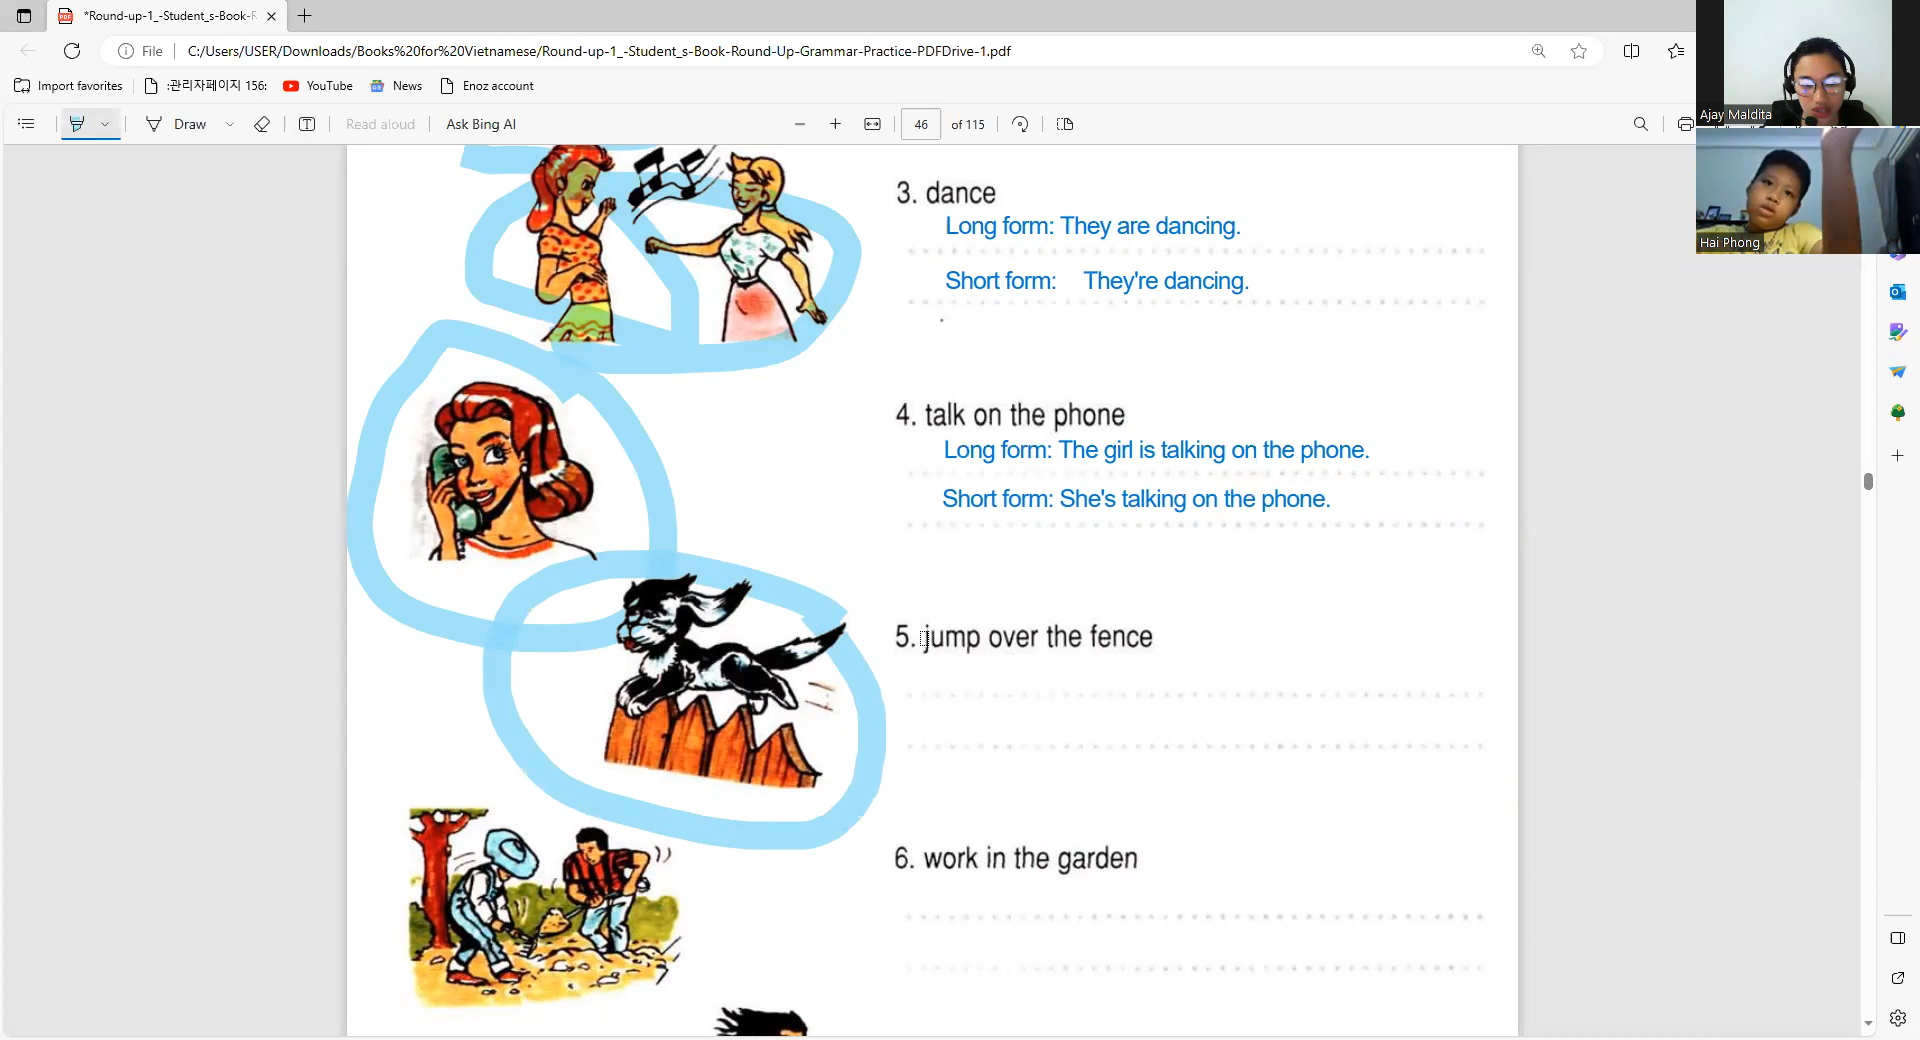 *Round-up-1_-Student_s-Book-R
File
C:/Users/USER/Downloads/Books%20for%20Vietnamese/Round-up-1_-Student_s-Book-Round-Up-Grammar-Practice-PDFDrive-1.pdf
Import favorites
:관리자페이지 156:
YouTube
News
Enoz account
Draw
Read aloud
Ask Bing AI
46
of 115
Ajay Maldita
Hai Phong
3. dance
Long form: They are dancing.
Short form: They're dancing.
4. talk on the phone
Long form: The girl is talking on the phone.
Short form: She's talking on the phone.
5. jump over the fence
6. work in the garden